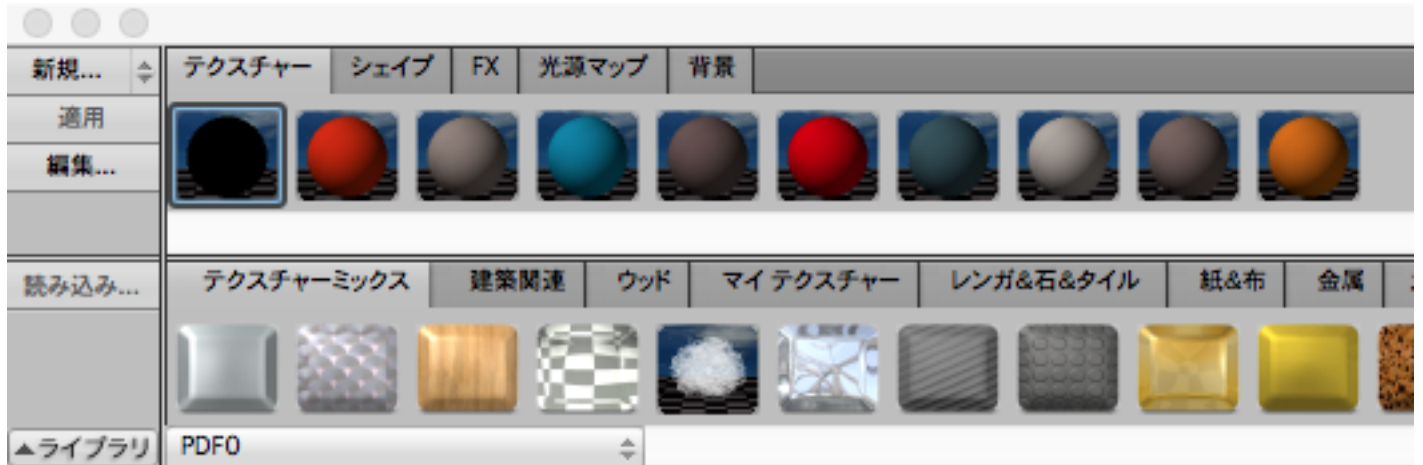 新規...
テクスチャー シェイプ FX 光源マップ 背景
適用
編集...
読み込み...
テクスチャーミックス 建築関連 ウッド マイ テクスチャー レンガ&石&タイル 紙&布 金属
▲ライブラリ
PDF0